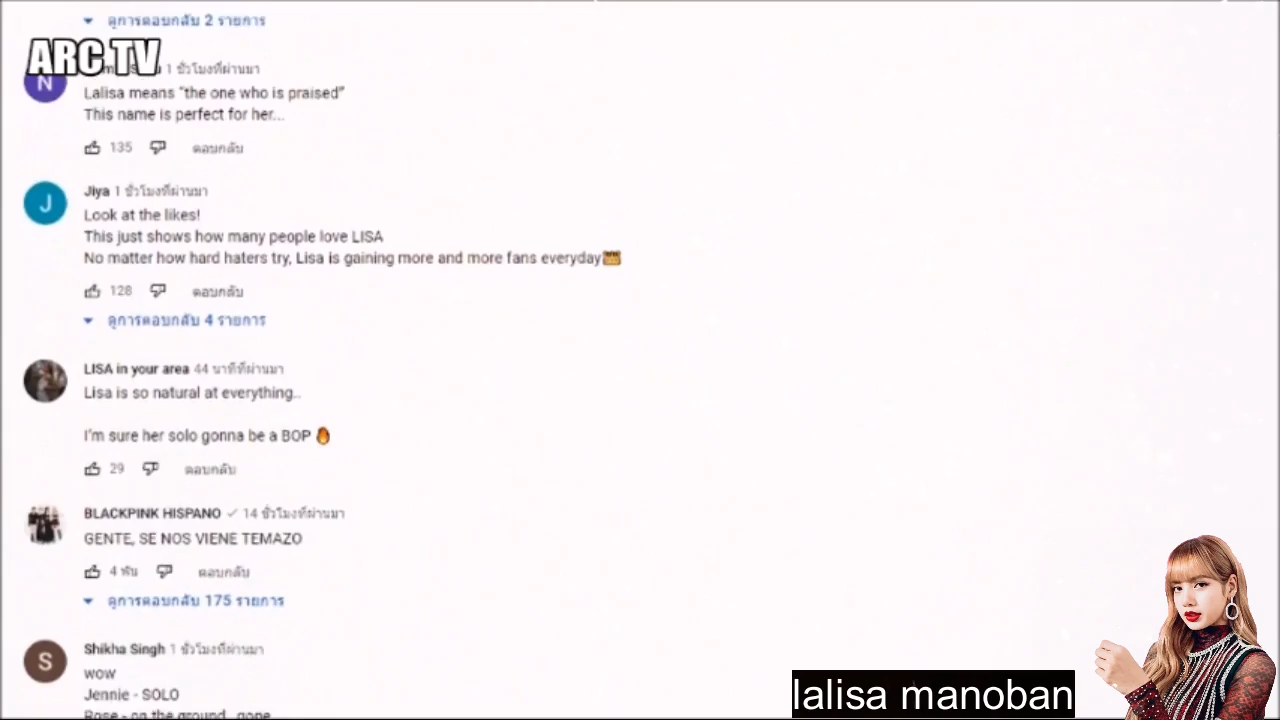 ดูการตอบกลับ 2 รายการ
ARC.TV
N
1 ชั่วโมงที่ผ่านมา
Lalisa means "the one who is praised"
This name is perfect for her...
135 ตอบกลับ
J
Jiya 1 ชั่วโมงที่ผ่านมา
Look at the likes!
This just shows how many people love LISA
No matter how hard haters try, Lisa is gaining more and more fans everyday
128 ตอบกลับ
ดูการตอบกลับ 4 รายการ
LISA in your area 44 นาทีที่ผ่านมา
Lisa is so natural at everything..
I'm sure her solo gonna be a BOP 🔥
29 ตอบกลับ
BLACKPINK HISPANO 14 ชั่วโมงที่ผ่านมา
GENTE, SE NOS VIENE TEMAZO
4 พัน ตอบกลับ
ดูการตอบกลับ 175 รายการ
S
Shikha Singh 1 ชั่วโมงที่ผ่านมา
wow
Jennie - SOLO
Rose - on the ground, gone
lalisa manoban